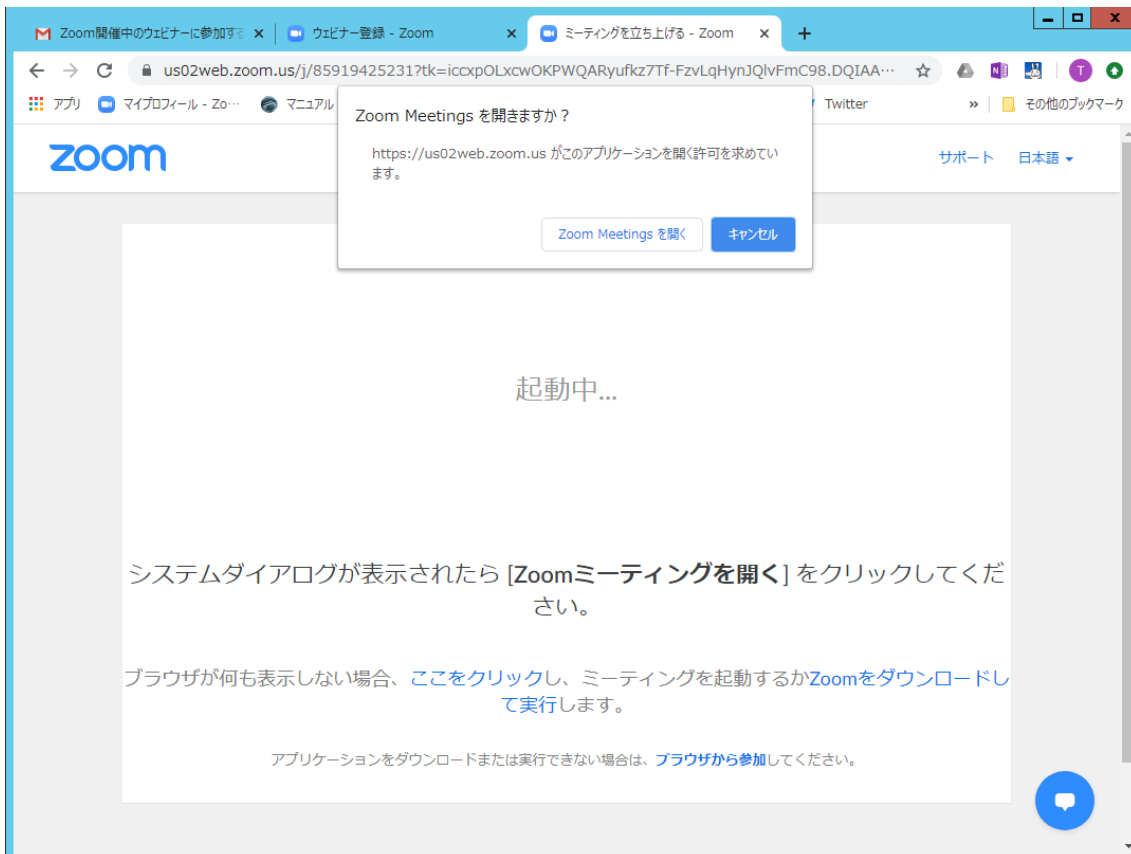 Zoom開催中のウェビナーに参加する
ウェビナー登録 - Zoom
ミーティングを立ち上げる - Zoom
us02web.zoom.us/j/85919425231?tk=iccxpOLxcwOKPWQARyufkz7Tf-FzvLqHynJQlvFmC98.DQIAA…
T
アプリ
マイプロフィール - Zo…
マニュアル
Twitter
»
その他のブックマーク
Zoom Meetings を開きますか？
https://us02web.zoom.us がこのアプリケーションを開く許可を求めてい
ます。
Zoom Meetings を開く
キャンセル
zoom
サポート
日本語
起動中...
システムダイアログが表示されたら [Zoomミーティングを開く] をクリックしてくだ
さい。
ブラウザが何も表示しない場合、ここをクリックし、ミーティングを起動するかZoomをダウンロードし
て実行します。
アプリケーションをダウンロードまたは実行できない場合は、ブラウザから参加してください。